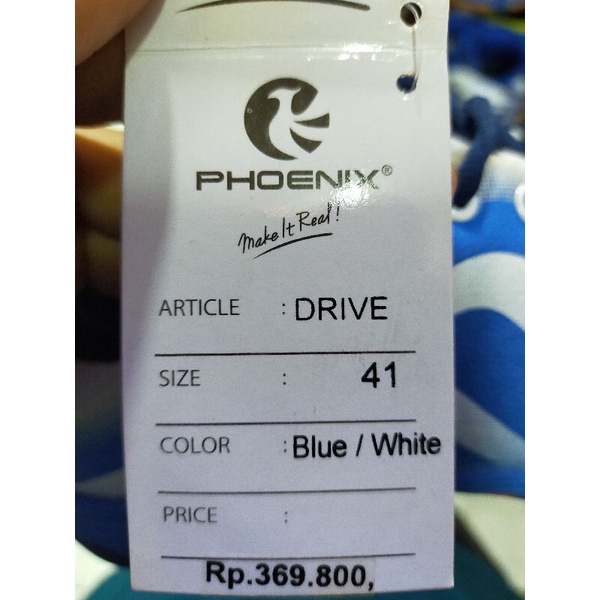 PHOENIX®
Make It Real!
ARTICLE : DRIVE
SIZE : 41
COLOR : Blue / White
PRICE :
Rp.369.800,